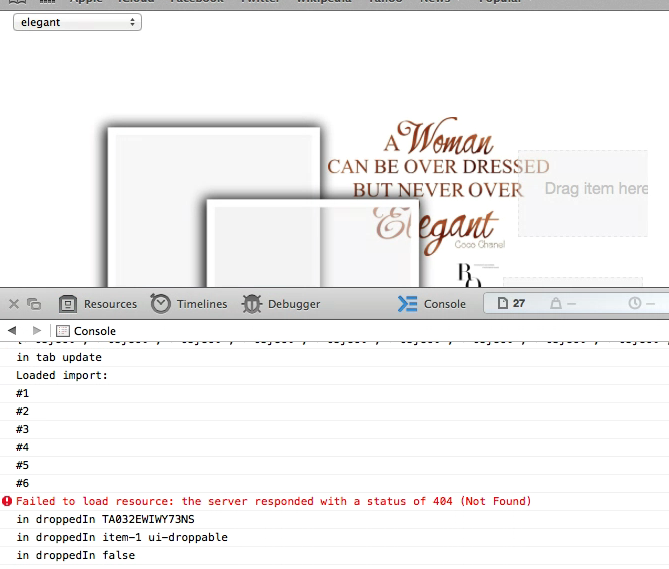 elegant
A Woman
CAN BE OVER DRESSED
BUT NEVER OVER
Elegant
Coco Chanel
Drag item here
Resources
Timelines
Debugger
Console
27
Console
in tab update
Loaded import:
#1
#2
#3
#4
#5
#6
Failed to load resource: the server responded with a status of 404 (Not Found)
in droppedIn TA032EWIWY73NS
in droppedIn item-1 ui-droppable
in droppedIn false